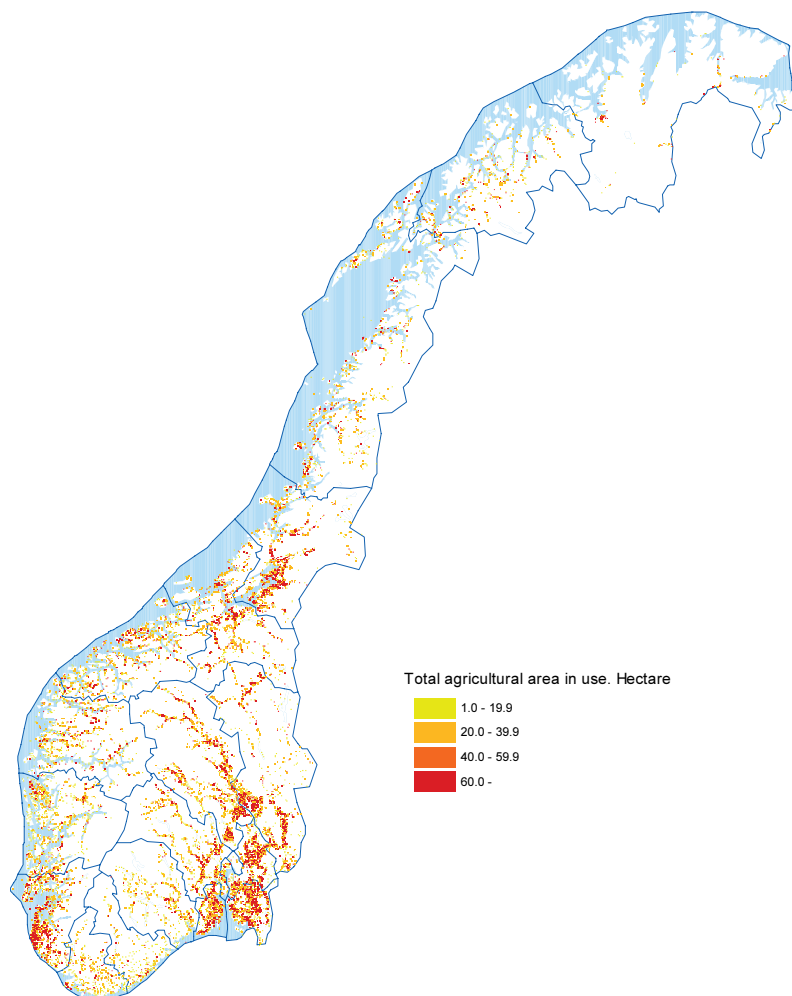 Total agricultural area in use. Hectare
1.0 - 19.9
20.0 - 39.9
40.0 - 59.9
60.0 -